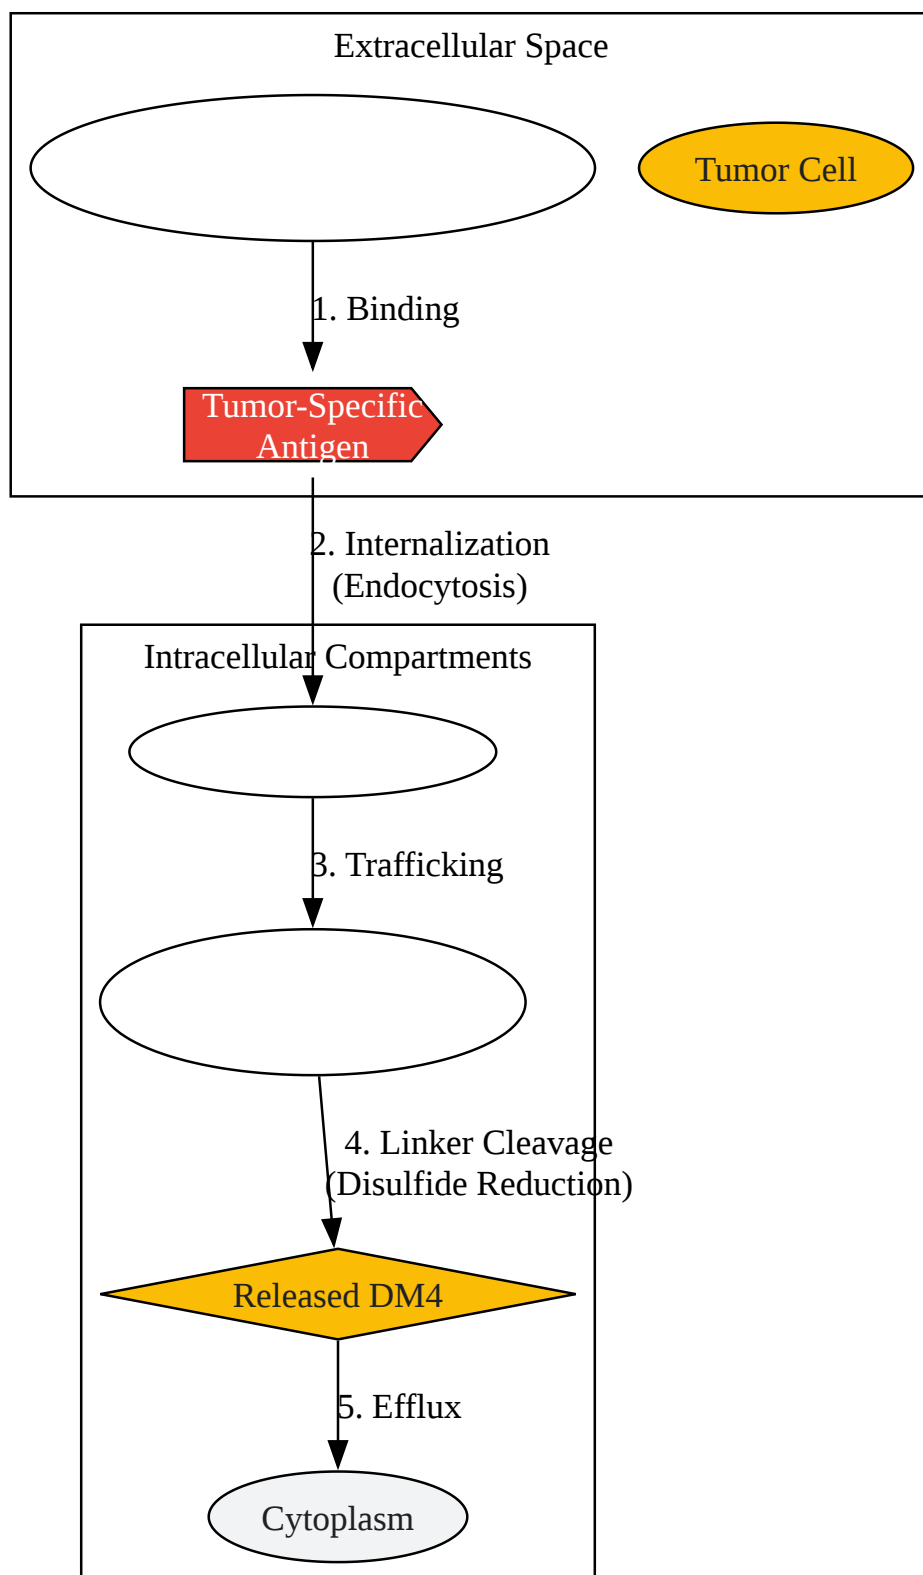 Extracellular Space
Tumor Cell
1. Binding
Tumor-Specific
Antigen
2. Internalization
(Endocytosis)
Intracellular Compartments
3. Trafficking
4. Linker Cleavage
(Disulfide Reduction)
Released DM4
5. Efflux
Cytoplasm